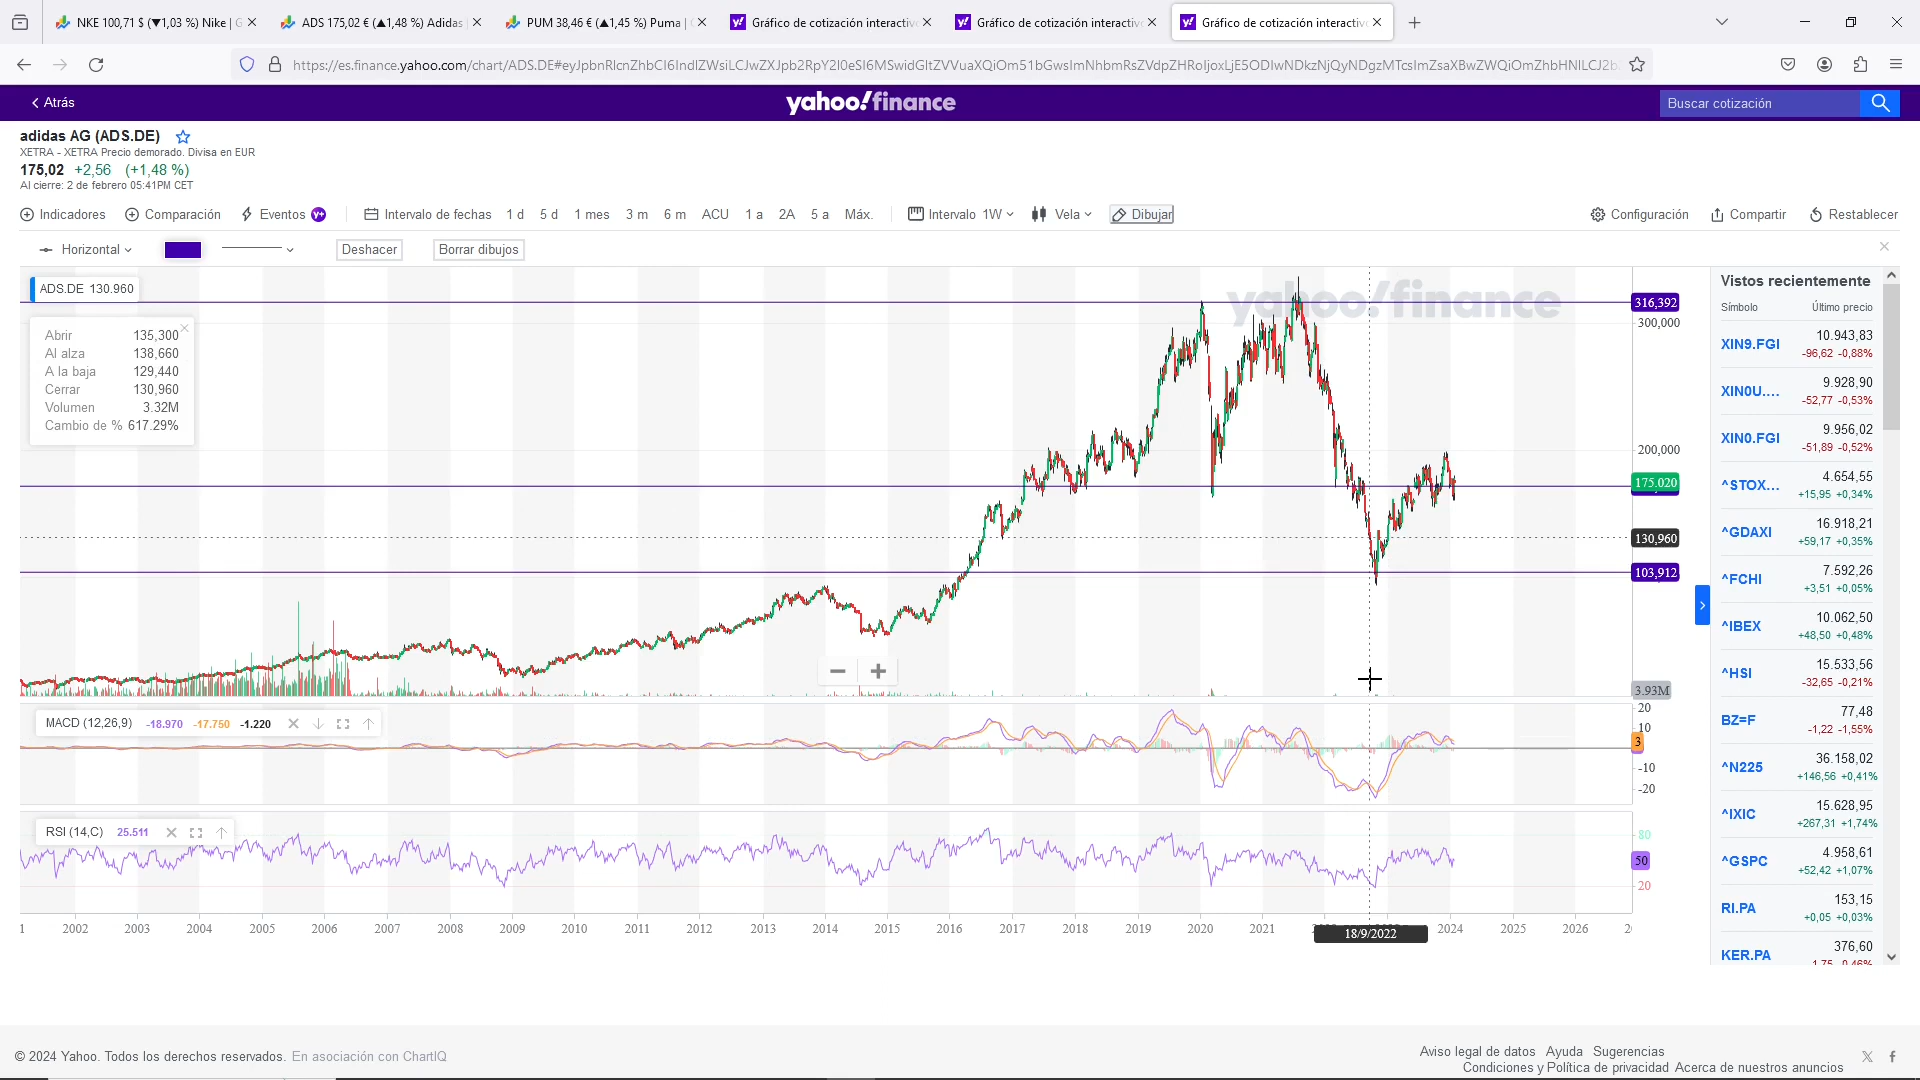 NKE 100,71 $ (▼1,03 %) Nike | G
ADS 175,02 € (▲1,48 %) Adidas |
PUM 38,46 € (▲1,45 %) Puma |
Gráfico de cotización interactivo
Gráfico de cotización interactivo
Gráfico de cotización interactivo
Atrás
yahoo!finance
Buscar cotización
adidas AG (ADS.DE)
XETRA - XETRA Precio demorado. Divisa en EUR
175,02 +2,56 (+1,48 %)
Al cierre: 2 de febrero 05:41PM CET
Indicadores Comparación Eventos y+ Intervalo de fechas 1 d 5 d 1 mes 3 m 6 m ACU 1 a 2A 5 a Máx. Intervalo 1W Vela Dibujar Configuración Compartir Restablecer
Horizontal Deshacer Borrar dibujos
ADS.DE 130.960
Abrir 135,300
Al alza 138,660
A la baja 129,440
Cerrar 130,960
Volumen 3.32M
Cambio de % 617.29%
yahoo!finance
316,392
300,000
200,000
175.020
130,960
103,912
3.93M
MACD (12,26,9) -18.970 -17.750 -1.220
20
10
3
-10
-20
RSI (14,C) 25.511
80
50
20
1 2002 2003 2004 2005 2006 2007 2008 2009 2010 2011 2012 2013 2014 2015 2016 2017 2018 2019 2020 2021 18/9/2022 2024 2025 2026
Vistos recientemente
Símbolo Último precio
XIN9.FGI 10.943,83
-96,62 -0,88%
XIN0U.... 9.928,90
-52,77 -0,53%
XIN0.FGI 9.956,02
-51,89 -0,52%
^STOX... 4.654,55
+15,95 +0,34%
^GDAXI 16.918,21
+59,17 +0,35%
^FCHI 7.592,26
+3,51 +0,05%
^IBEX 10.062,50
+48,50 +0,48%
^HSI 15.533,56
-32,65 -0,21%
BZ=F 77,48
-1,22 -1,55%
^N225 36.158,02
+146,56 +0,41%
^IXIC 15.628,95
+267,31 +1,74%
^GSPC 4.958,61
+52,42 +1,07%
RI.PA 153,15
+0,05 +0,03%
KER.PA 376,60
© 2024 Yahoo. Todos los derechos reservados. En asociación con ChartIQ
Aviso legal de datos Ayuda Sugerencias
Condiciones y Política de privacidad Acerca de nuestros anuncios